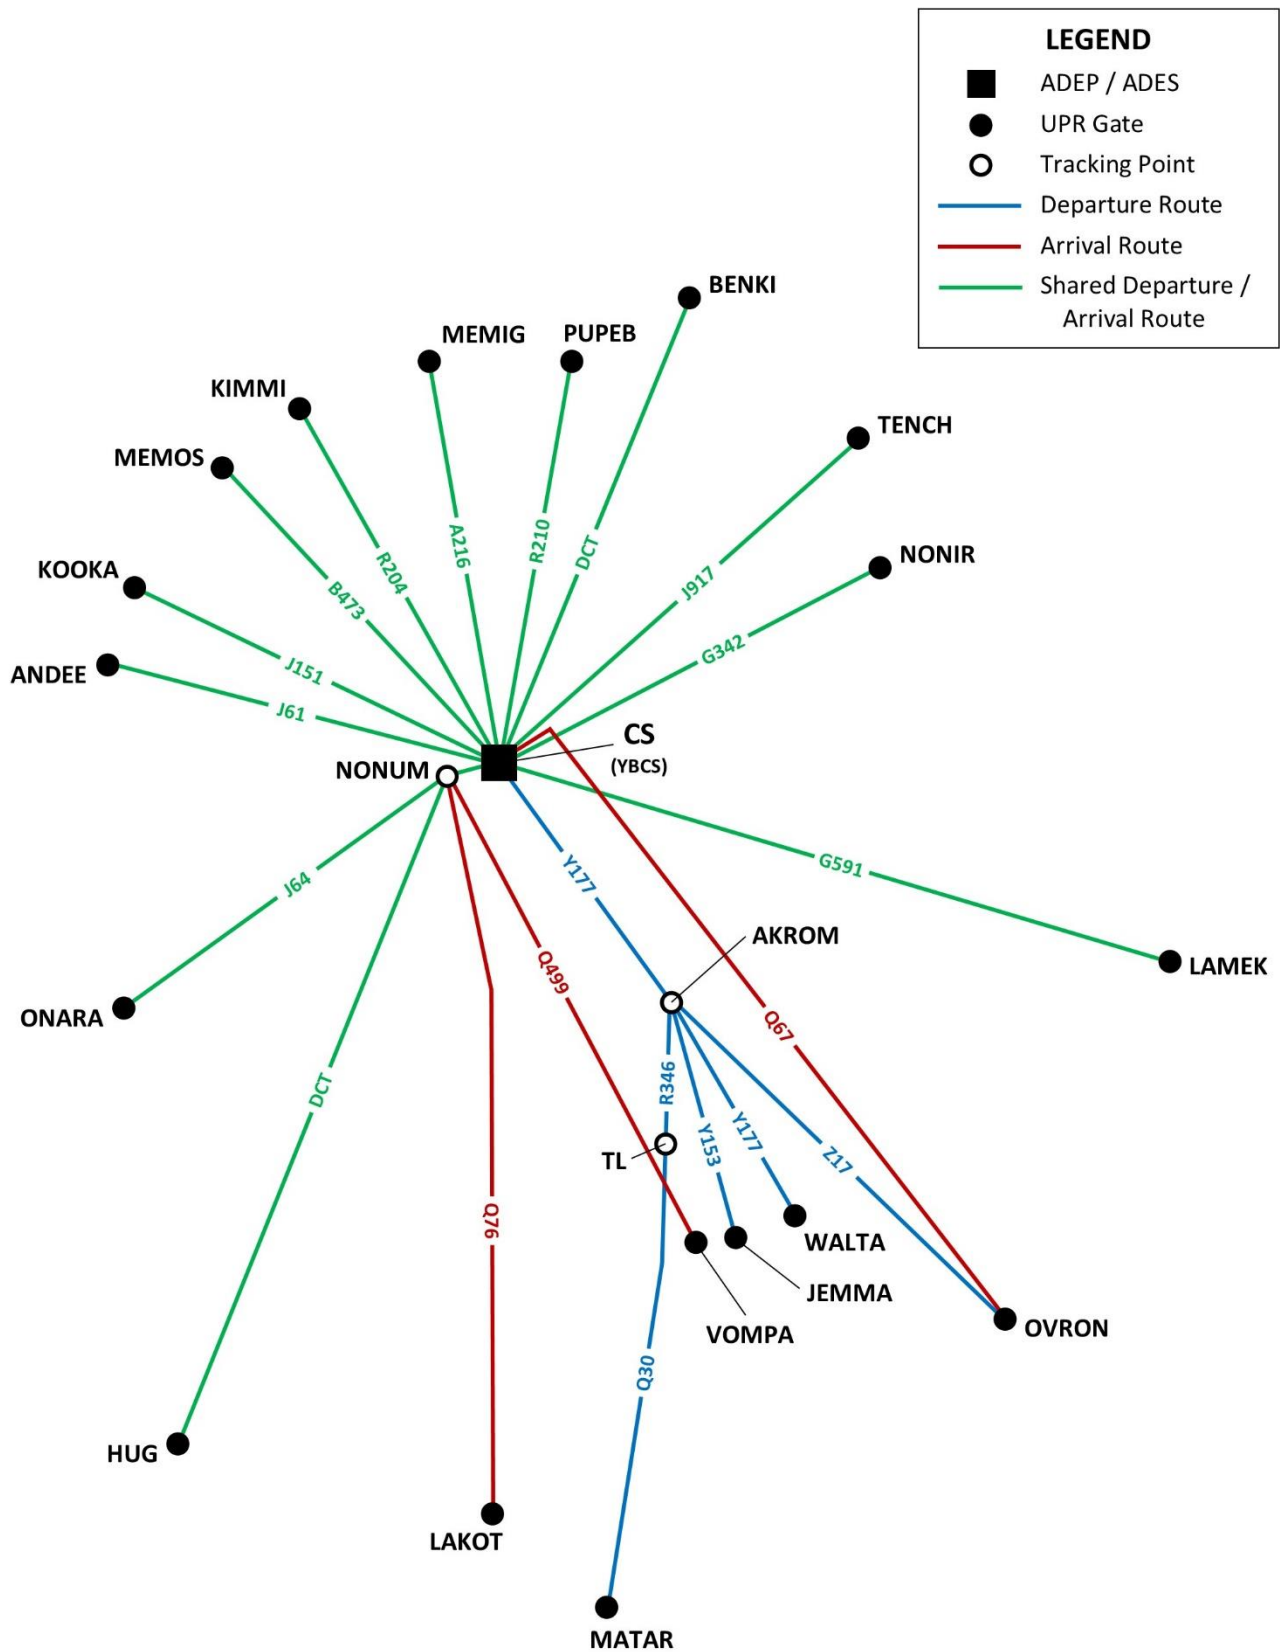 LEGEND
ADEP / ADES
UPR Gate
Tracking Point
Departure Route
Arrival Route
Shared Departure /
Arrival Route
BENKI
MEMIG
PUPEB
KIMMI
TENCH
MEMOS
A216
R210
DCT
NONIR
KOOKA
R204
J917
B473
G342
ANDEE
J151
J61
CS
(YBCS)
NONUM
Y177
G591
J64
AKROM
LAMEK
Q499
ONARA
Q67
R346
DCT
Y153
Y177
Z17
TL
Q76
WALTA
JEMMA
VOMPA
OVRON
Q30
HUG
LAKOT
MATAR